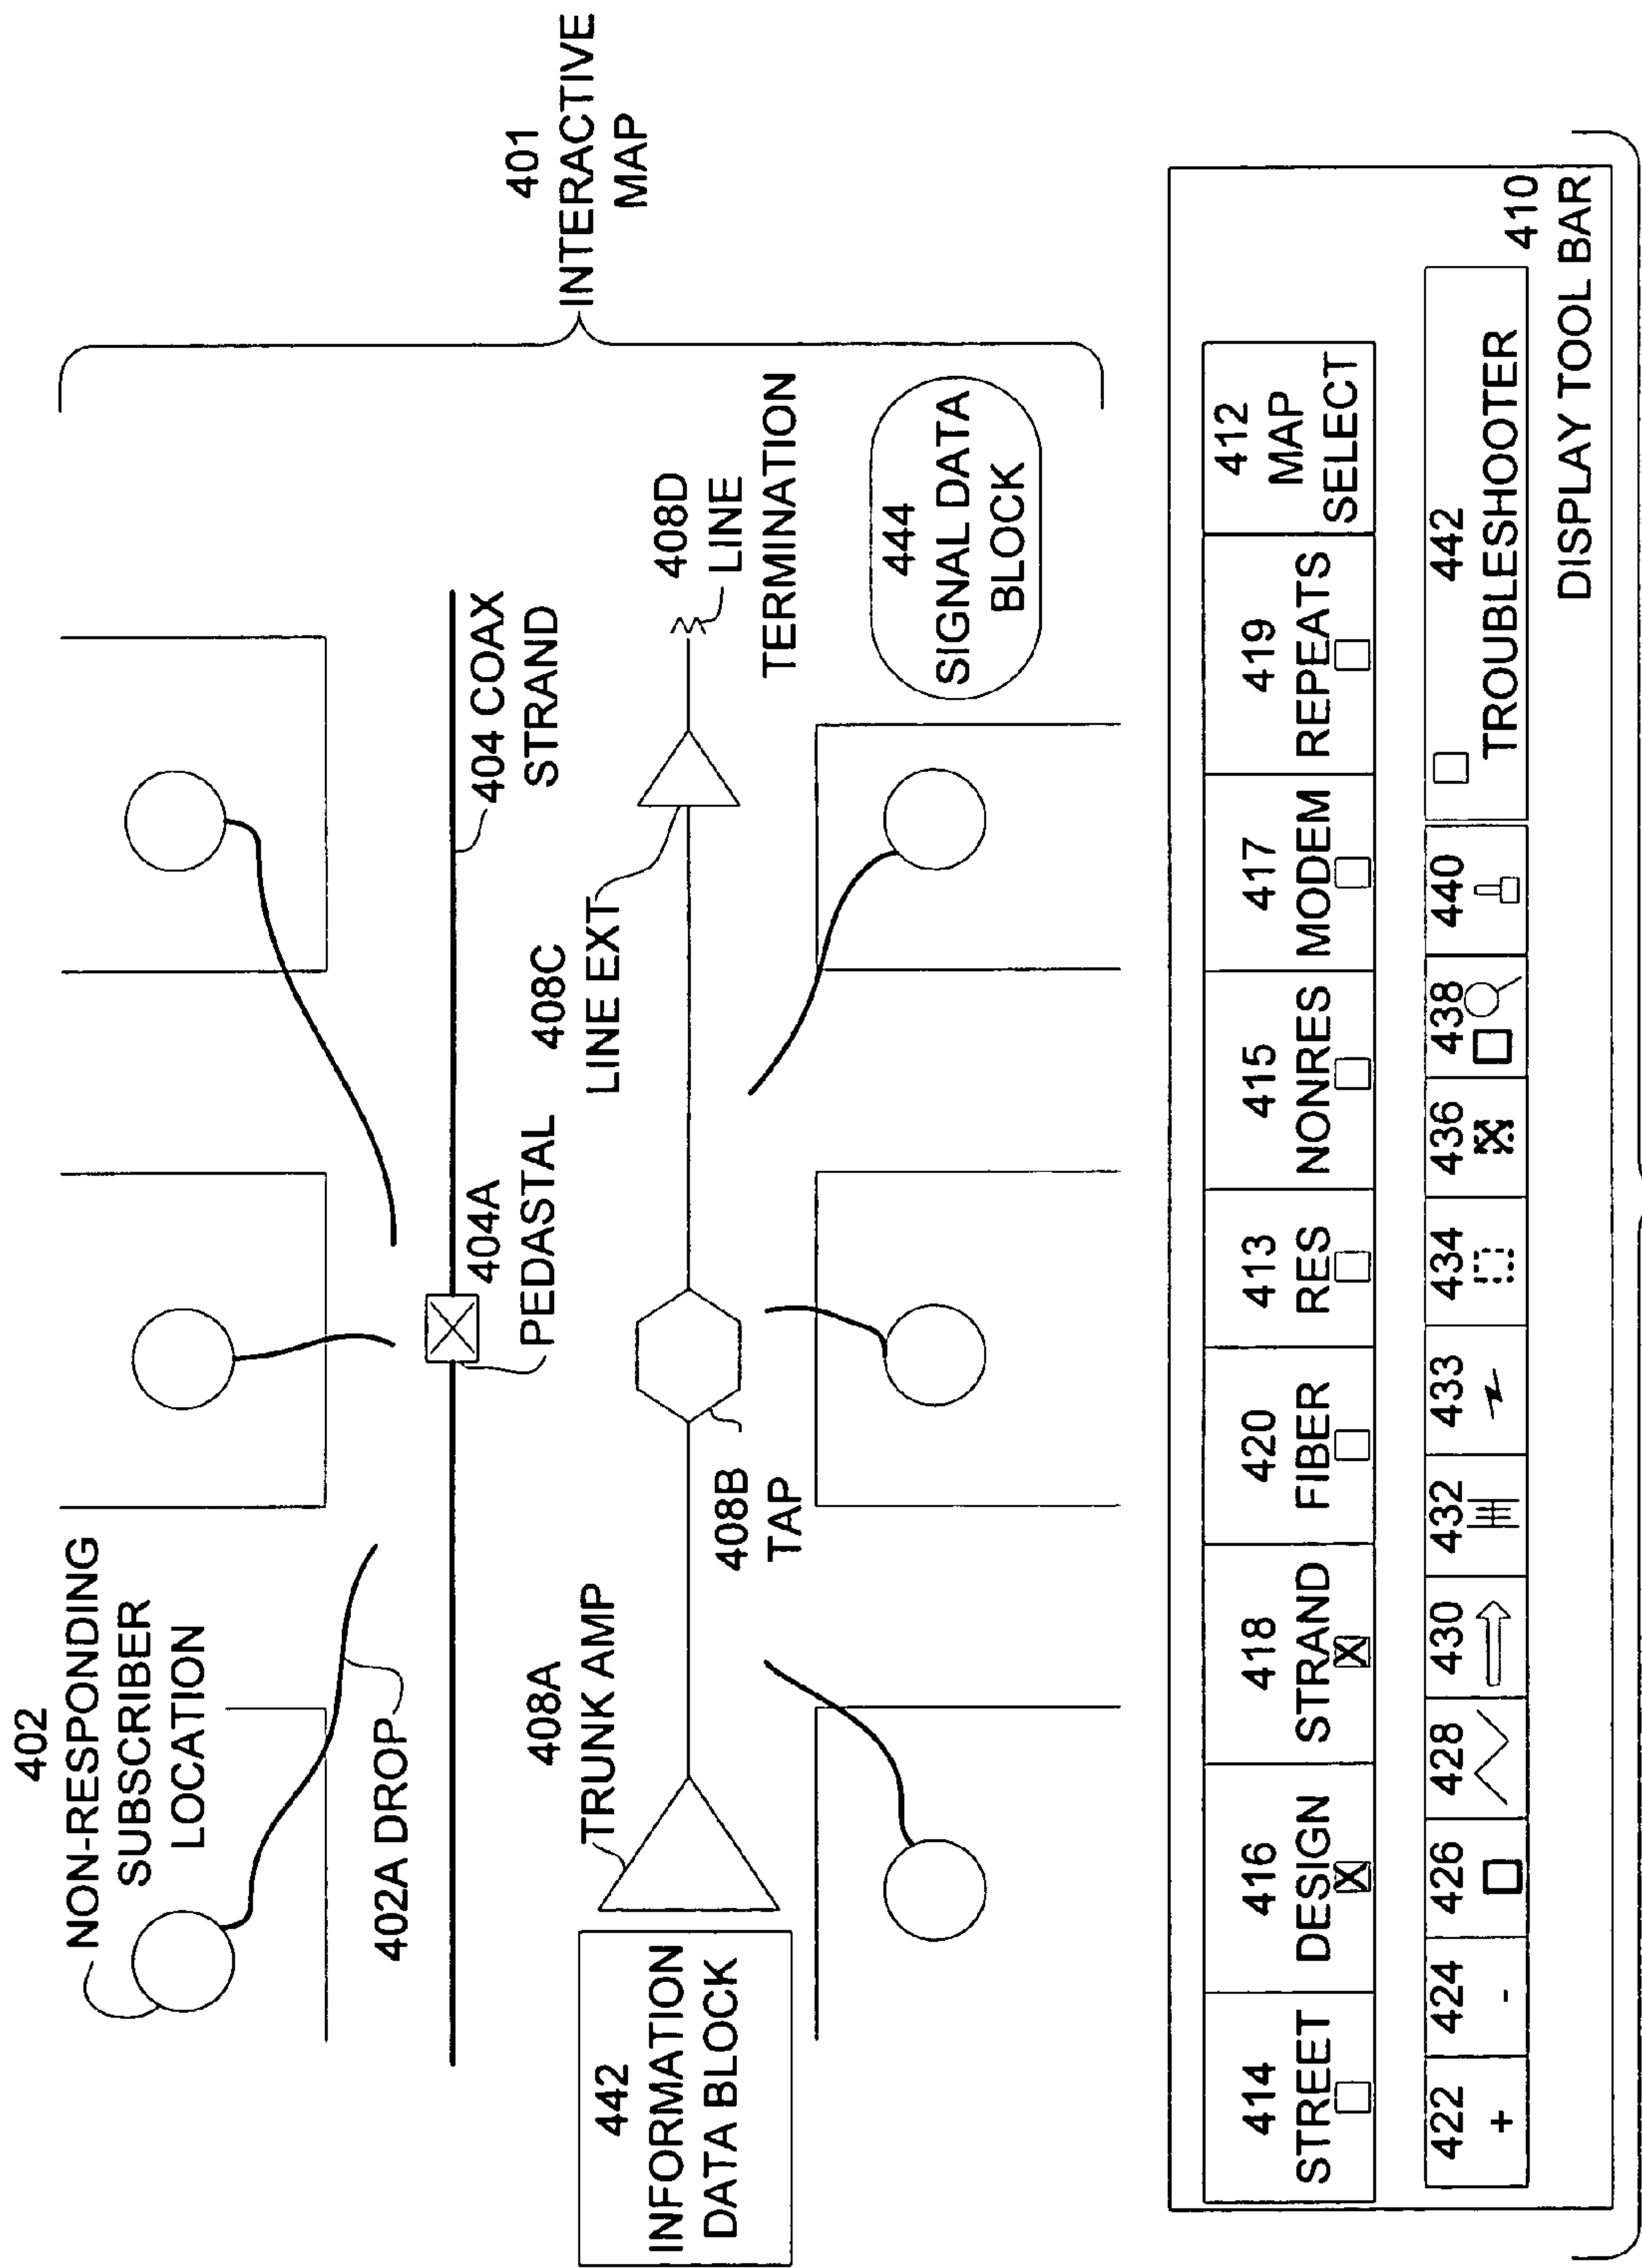 402
NON-RESPONDING
SUBSCRIBER
LOCATION
402A DROP
401
INTERACTIVE
MAP
404 COAX
STRAND
404A
PEDASTAL
408A
TRUNK AMP
408B
TAP
408C
LINE EXT
408D
LINE
TERMINATION
442
INFORMATION
DATA BLOCK
444
SIGNAL DATA
BLOCK
414
STREET
416
DESIGN
418
STRAND
420
FIBER
413
RES
415
NONRES
417
MODEM
419
REPEATS
412
MAP
SELECT
422
+
424
-
426
428
430
432
433
434
436
438
440
442
TROUBLESHOOTER
410
DISPLAY TOOL BAR